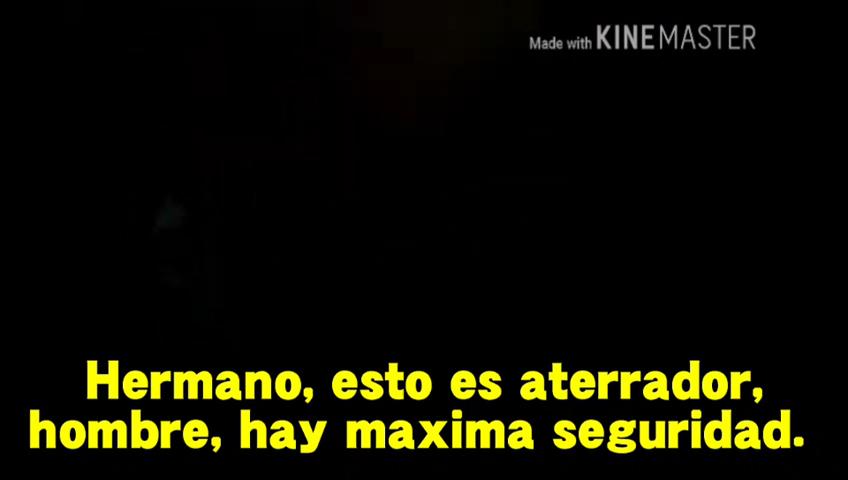 Made with KINEMASTER
Hermano, esto es aterrador,
hombre, hay maxima seguridad.